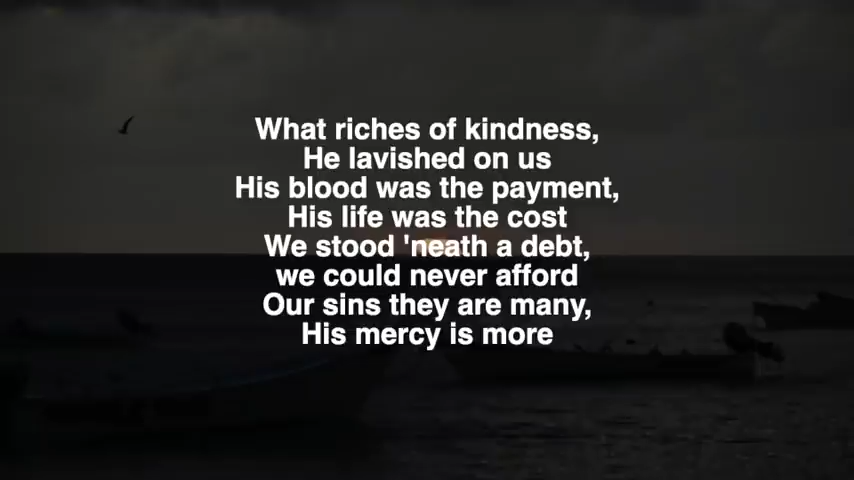 What riches of kindness,
He lavished on us
His blood was the payment,
His life was the cost
We stood 'neath a debt,
we could never afford
Our sins they are many,
His mercy is more